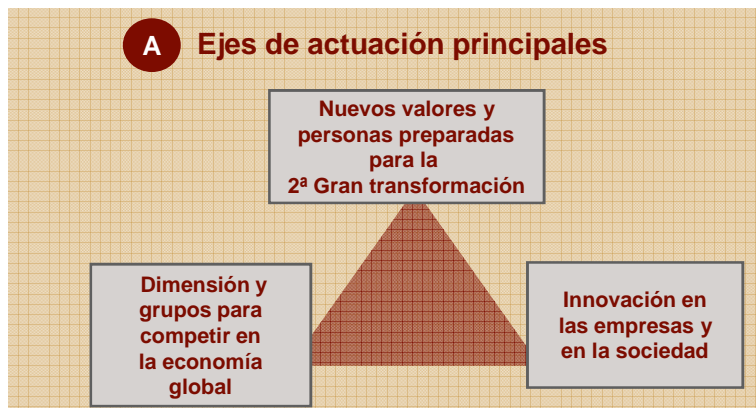 A Ejes de actuación principales
Nuevos valores y
personas preparadas
para la
2ª Gran transformación
Dimensión y
grupos para
competir en
la economía
global
Innovación en
las empresas y
en la sociedad